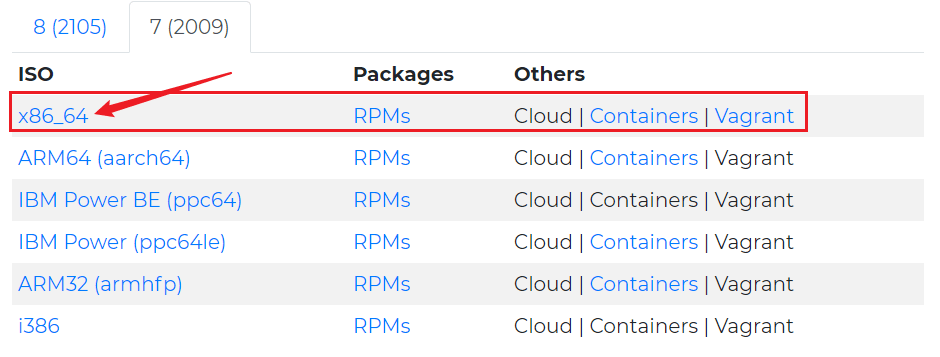 8 (2105) 7 (2009)
ISO Packages Others
x86_64 RPMs Cloud | Containers | Vagrant
ARM64 (aarch64) RPMs Cloud | Containers | Vagrant
IBM Power BE (ppc64) RPMs Cloud | Containers | Vagrant
IBM Power (ppc64le) RPMs Cloud | Containers | Vagrant
ARM32 (armhfp) RPMs Cloud | Containers | Vagrant
i386 RPMs Cloud | Containers | Vagrant